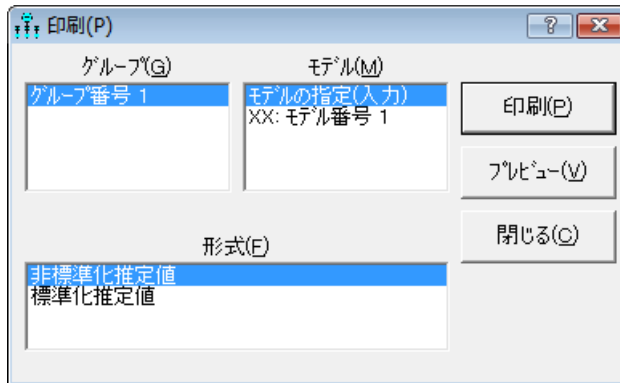 印刷(P)
グループ(G)
モデル(M)
グループ番号 1
モデルの指定(入力)
XX: モデル番号 1
印刷(P)
プレビュー(V)
閉じる(C)
形式(F)
非標準化推定値
標準化推定値